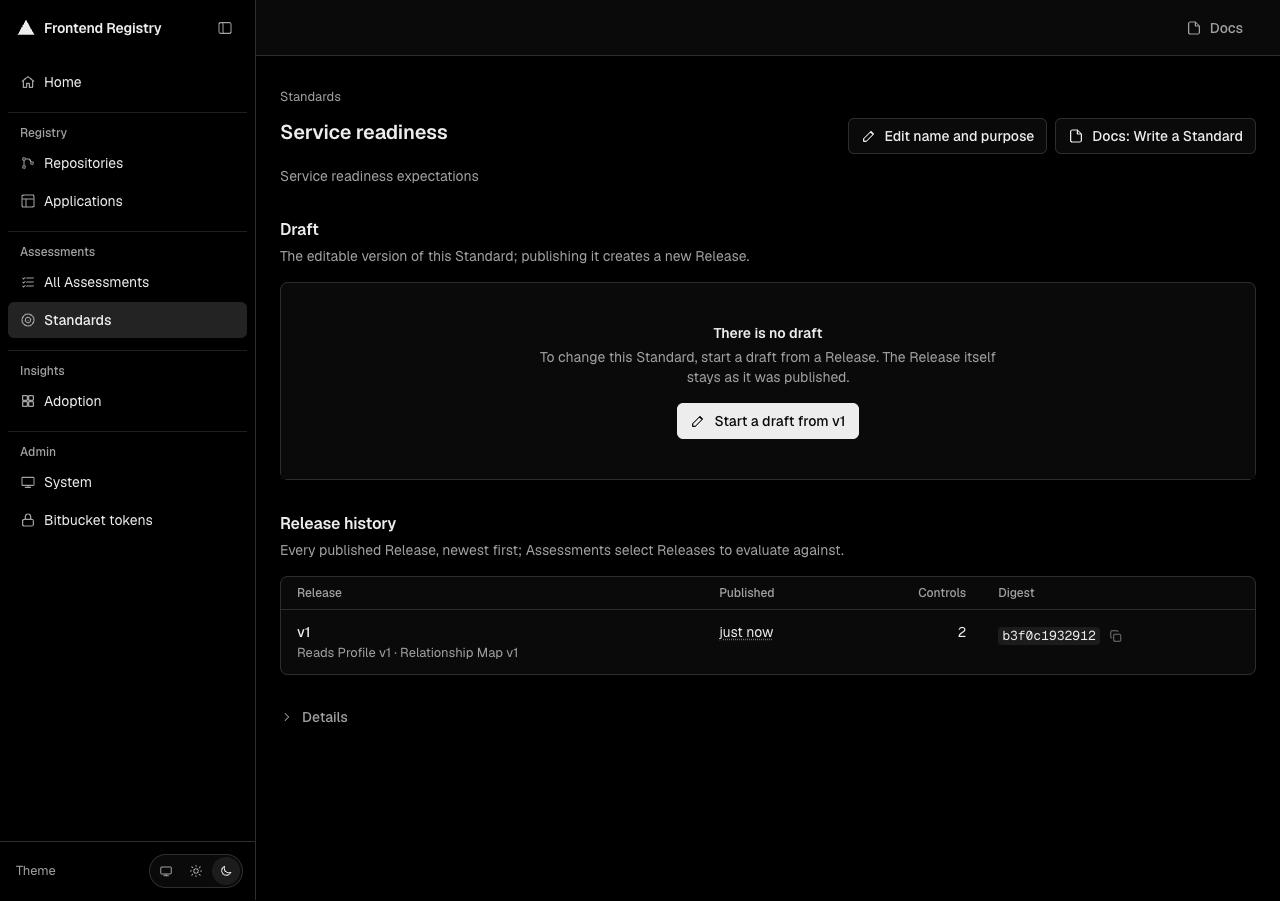 Frontend Registry
Docs
Home
Registry
Repositories
Applications
Assessments
All Assessments
Standards
Insights
Adoption
Admin
System
Bitbucket tokens
Theme
Standards
Service readiness
Edit name and purpose
Docs: Write a Standard
Service readiness expectations
Draft
The editable version of this Standard; publishing it creates a new Release.
There is no draft
To change this Standard, start a draft from a Release. The Release itself
stays as it was published.
Start a draft from v1
Release history
Every published Release, newest first; Assessments select Releases to evaluate against.
Release Published Controls Digest
v1 just now 2 b3f0c1932912
Reads Profile v1 · Relationship Map v1
Details